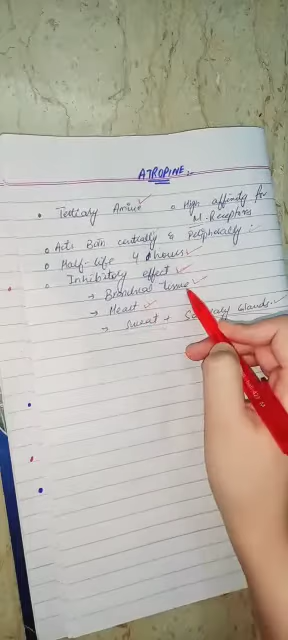 ATROPINE :-
• Tertiary Amine • High affinity for
M-Receptors
• Acts Both centrally & Peripherally :-
• Half-life 4 hours
• Inhibitory effect
→ Bronchial tissue
→ Heart
→ Sweat + Salivary Glands.